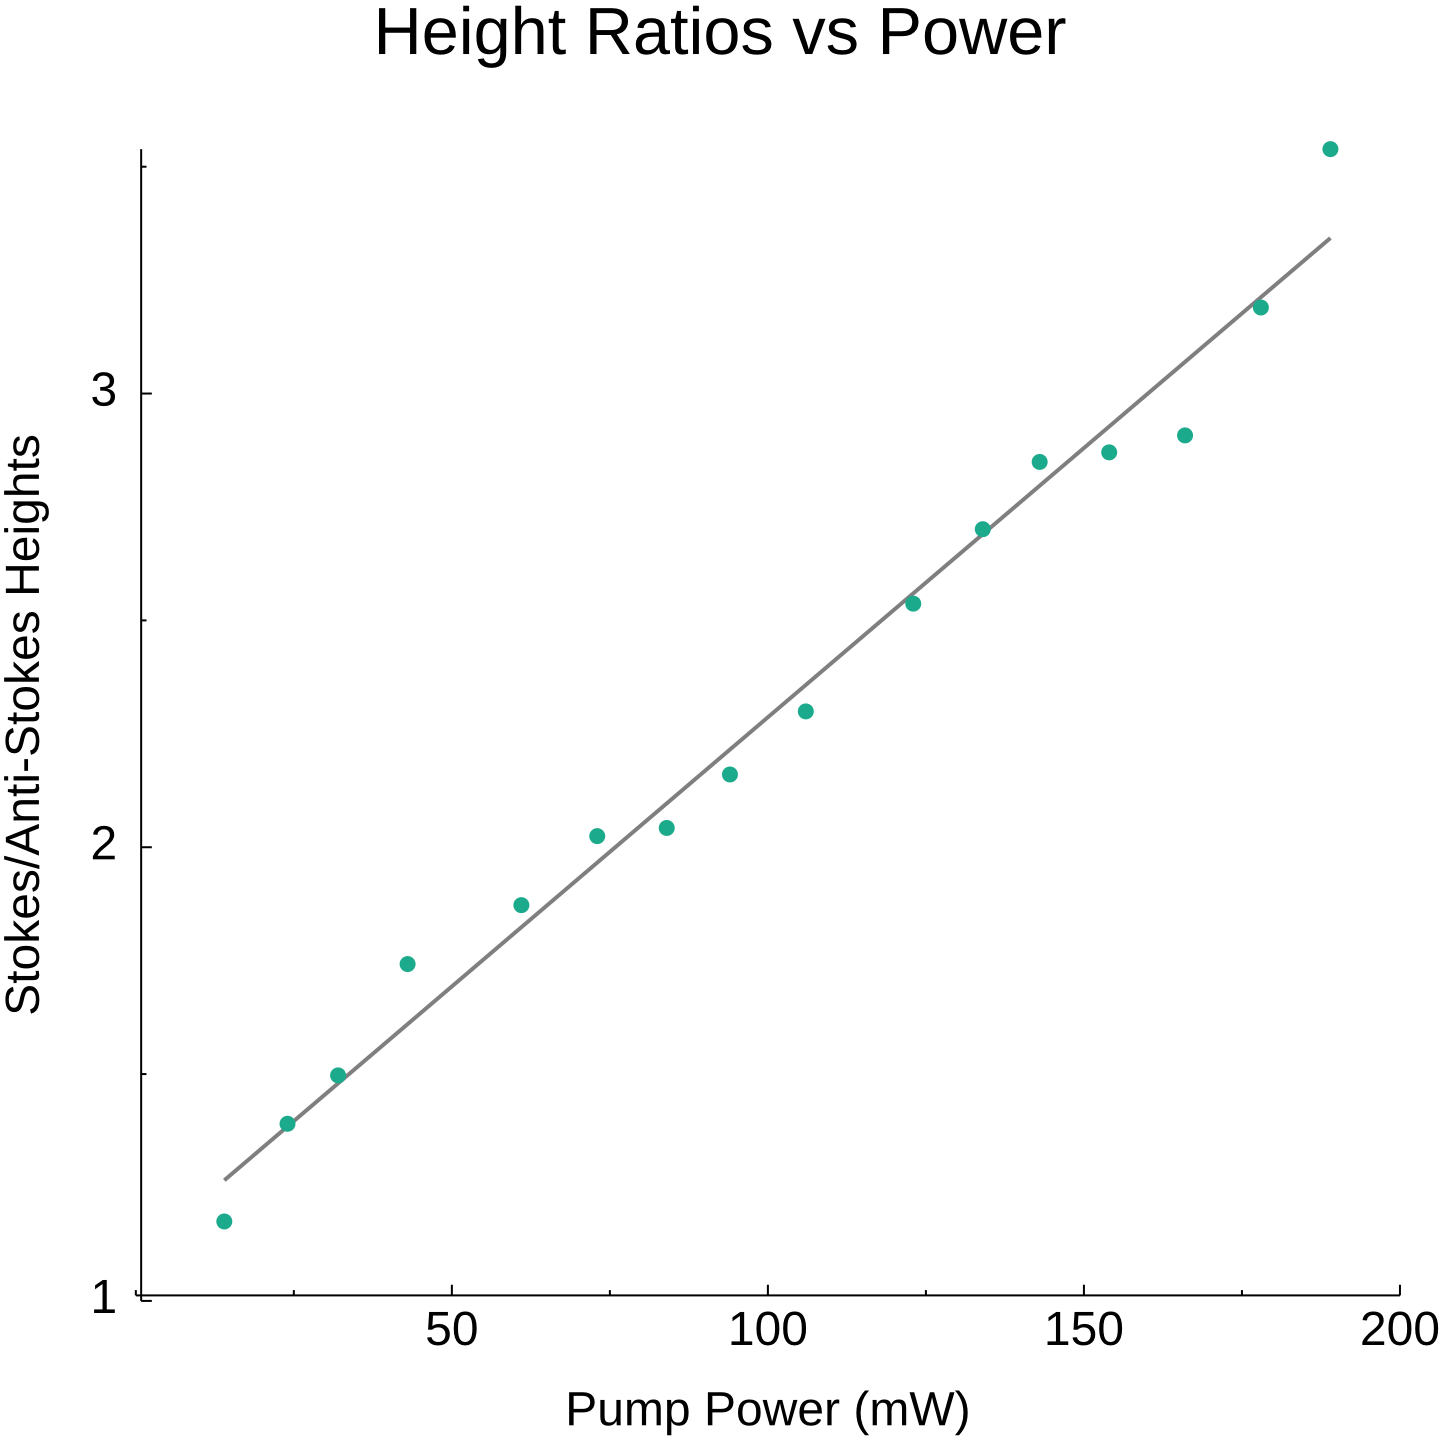 Height Ratios vs Power
Stokes/Anti-Stokes Heights
3
2
1
50 100 150 200
Pump Power (mW)